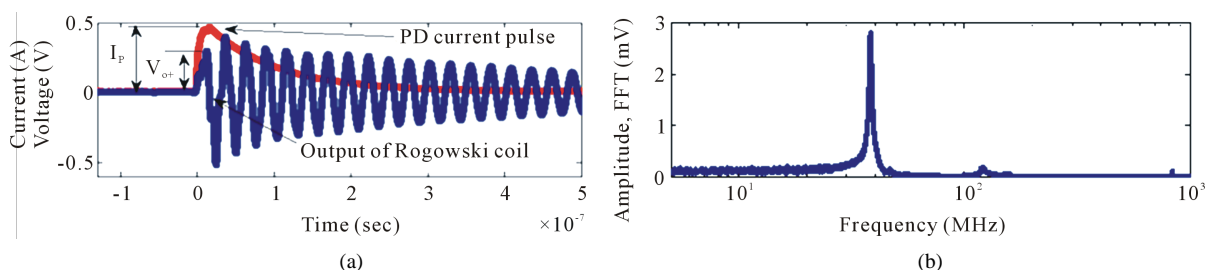 0.5
I_P
V_o+
PD current pulse
Current (A)
Voltage (V)
0
-0.5
Output of Rogowski coil
-1 0 1 2 3 4 5
Time (sec) ×10^-7
(a)
3
2
1
0
Amplitude, FFT (mV)
10^1 10^2 10^3
Frequency (MHz)
(b)